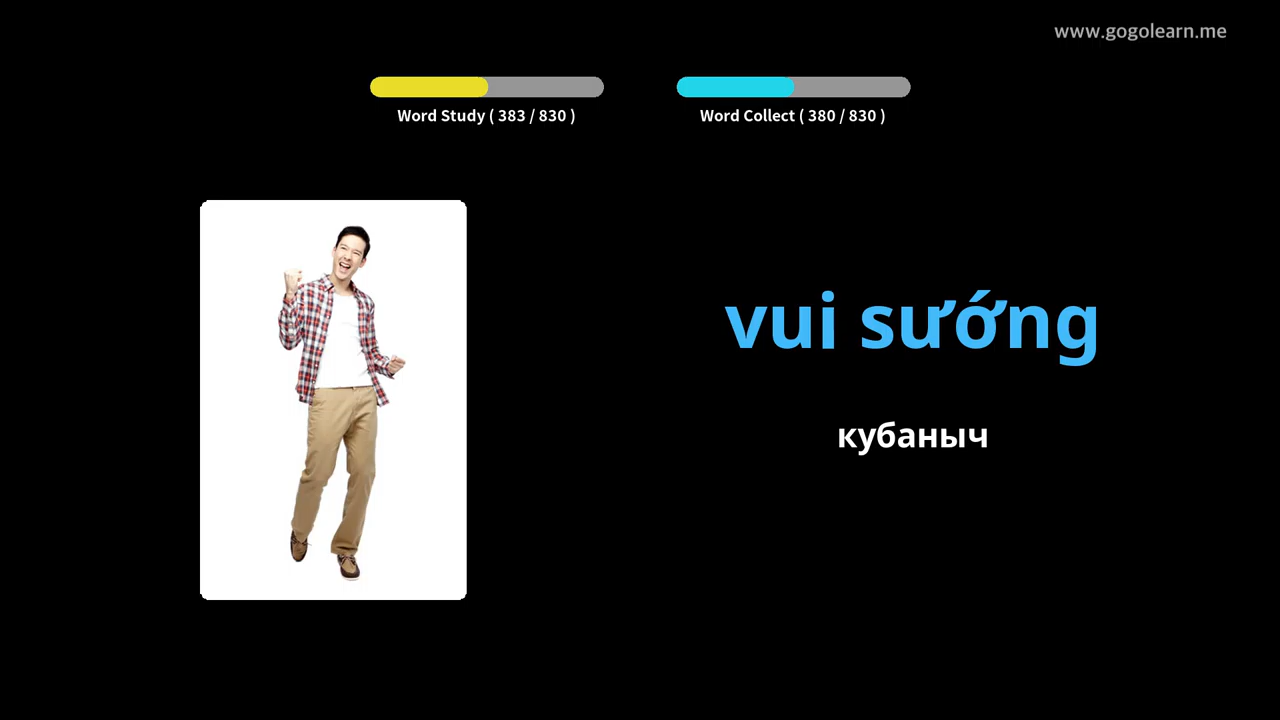 www.gogolearn.me
Word Study ( 383 / 830 )
Word Collect ( 380 / 830 )
vui sướng
кубаныч